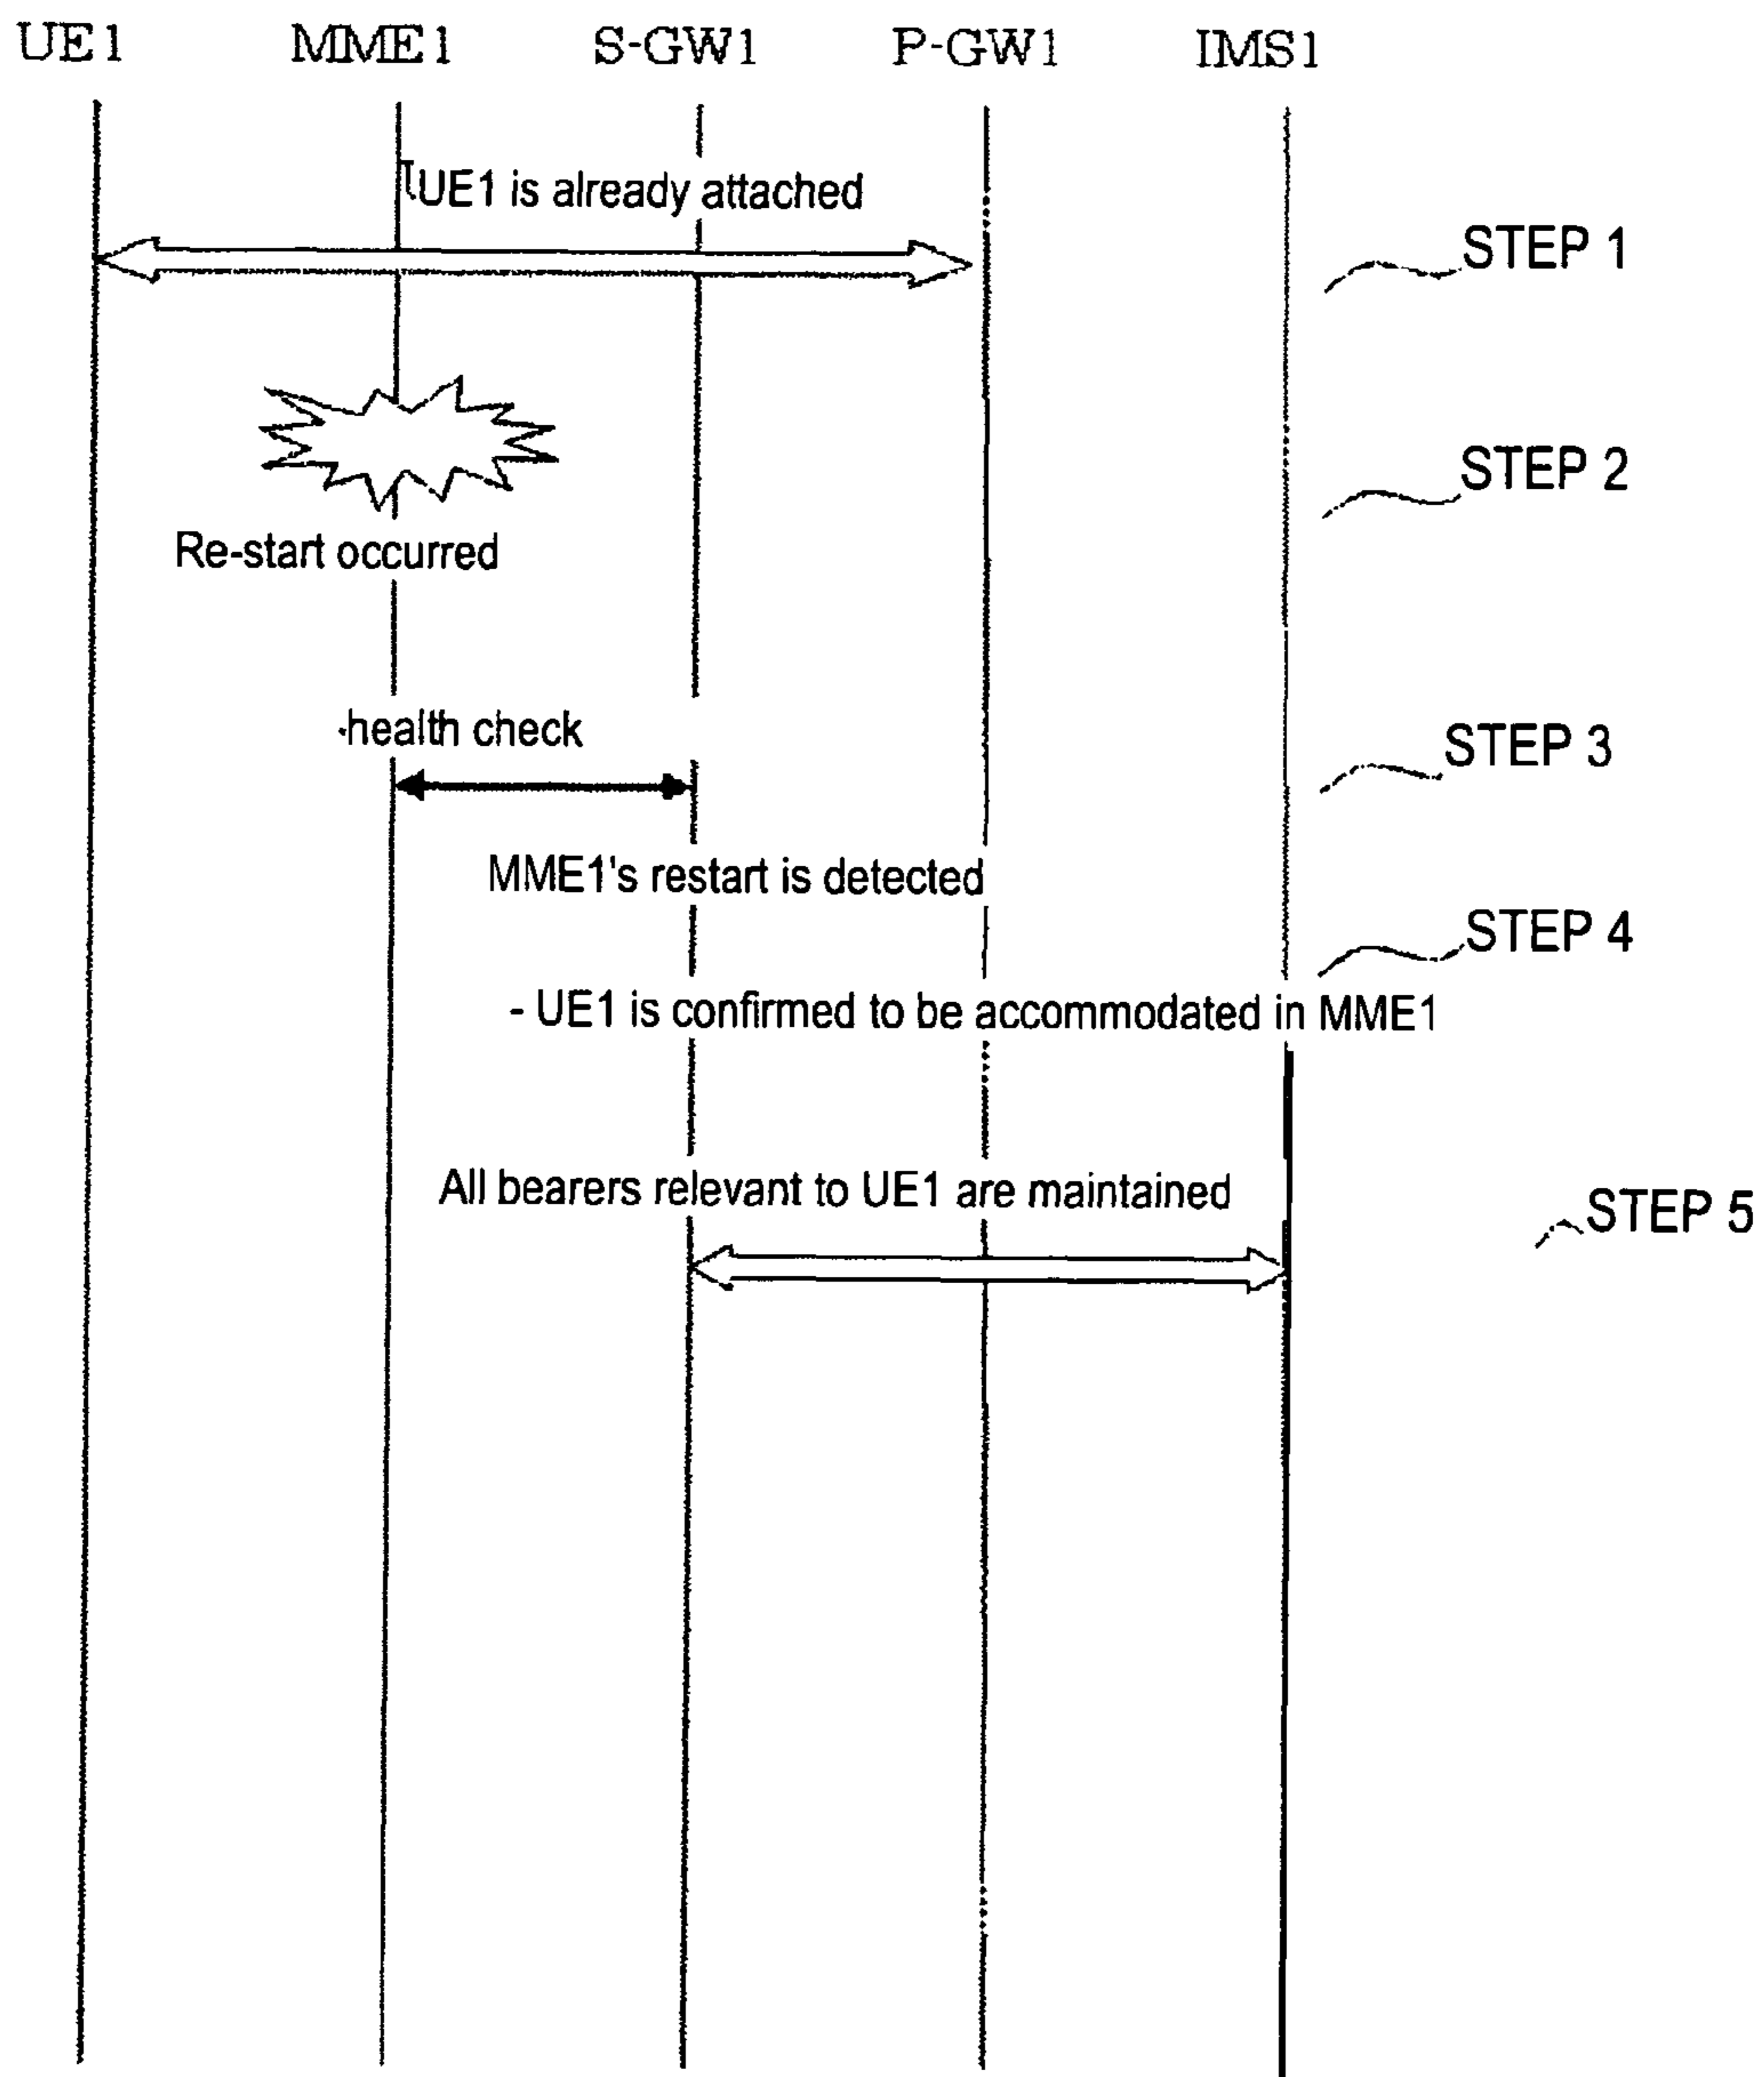 UE1 MME1 S-GW1 P-GW1 IMS1
UE1 is already attached
STEP 1
STEP 2
Re-start occurred
health check
STEP 3
MME1's restart is detected
STEP 4
- UE1 is confirmed to be accommodated in MME1
All bearers relevant to UE1 are maintained
STEP 5